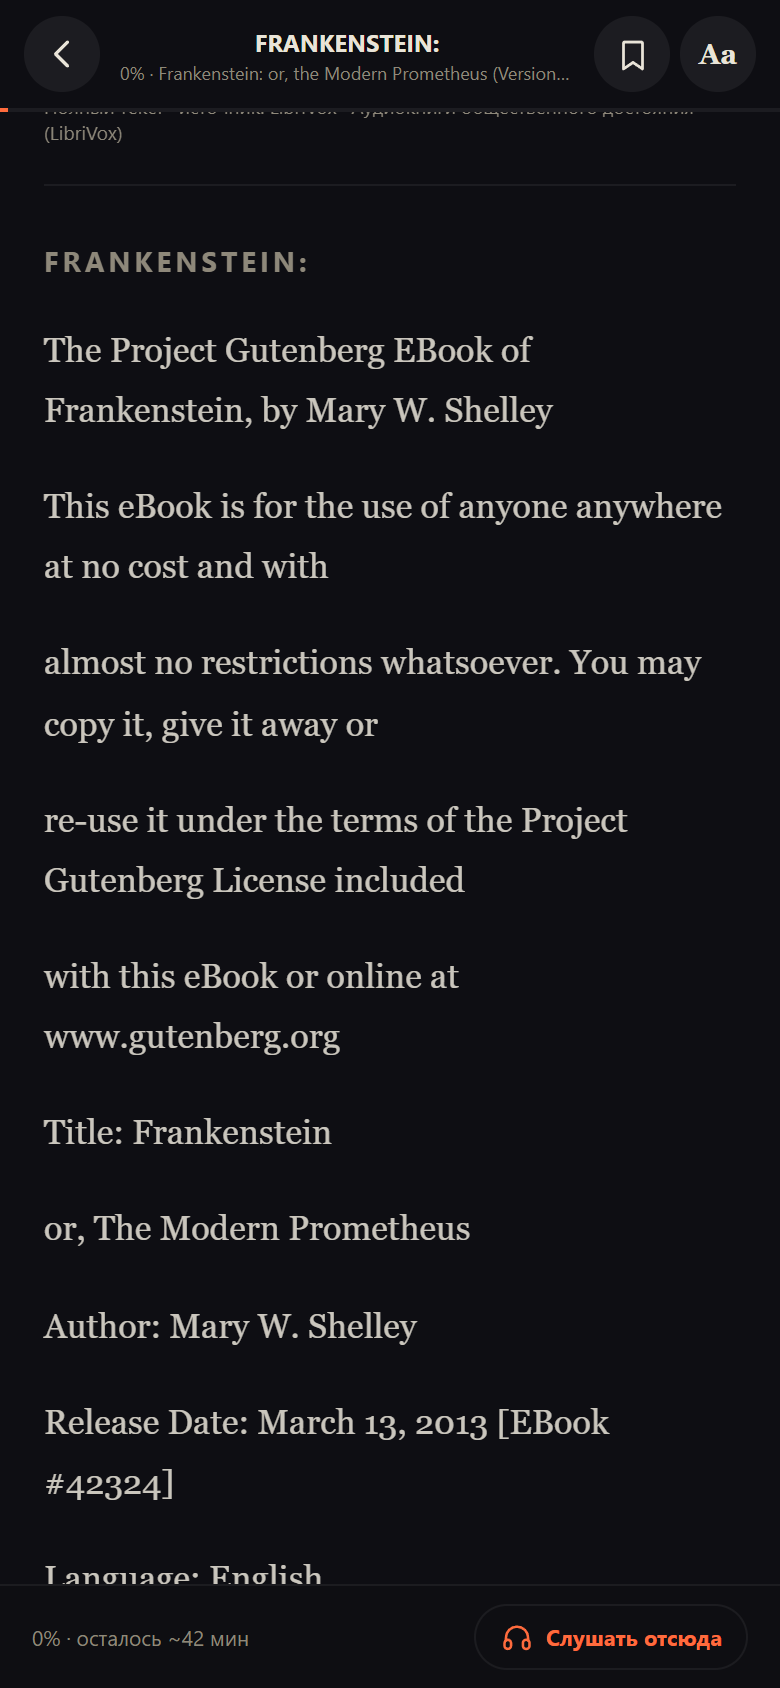 FRANKENSTEIN:
Aa
0% · Frankenstein: or, the Modern Prometheus (Version...
(LibriVox)
FRANKENSTEIN:
The Project Gutenberg EBook of
Frankenstein, by Mary W. Shelley
This eBook is for the use of anyone anywhere
at no cost and with
almost no restrictions whatsoever. You may
copy it, give it away or
re-use it under the terms of the Project
Gutenberg License included
with this eBook or online at
www.gutenberg.org
Title: Frankenstein
or, The Modern Prometheus
Author: Mary W. Shelley
Release Date: March 13, 2013 [EBook
#42324]
Language: English
0% · осталось ~42 мин
Слушать отсюда